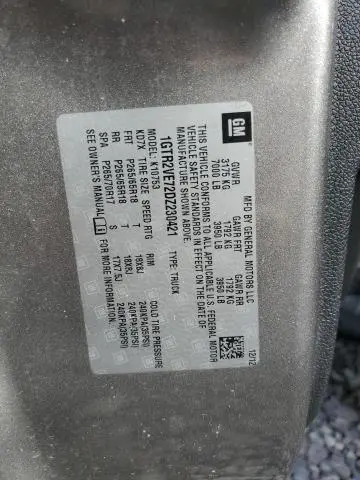 GM
MFD BY GENERAL MOTORS LLC 12/12
GVWR GAWR FRT GAWR RR
3175 KG 1792 KG 1792 KG
7000 LB 3950 LB 3950 LB
THIS VEHICLE CONFORMS TO ALL APPLICABLE U.S. FEDERAL MOTOR
VEHICLE SAFETY STANDARDS IN EFFECT ON THE DATE OF
MANUFACTURE SHOWN ABOVE.
1GTR2VE72DZ230421 TYPE: TRUCK
MODEL: K10753
KD7X TIRE SIZE SPEED RTG RIM COLD TIRE PRESSURE
FRT P265/65R18 T 18X8J 240KPA(35PSI)
RR P265/65R18 T 18X8J 240KPA(35PSI)
SPA P265/70R17 S 17X7.5J 240KPA(35PSI)
SEE OWNER'S MANUAL FOR MORE INFORMATION.